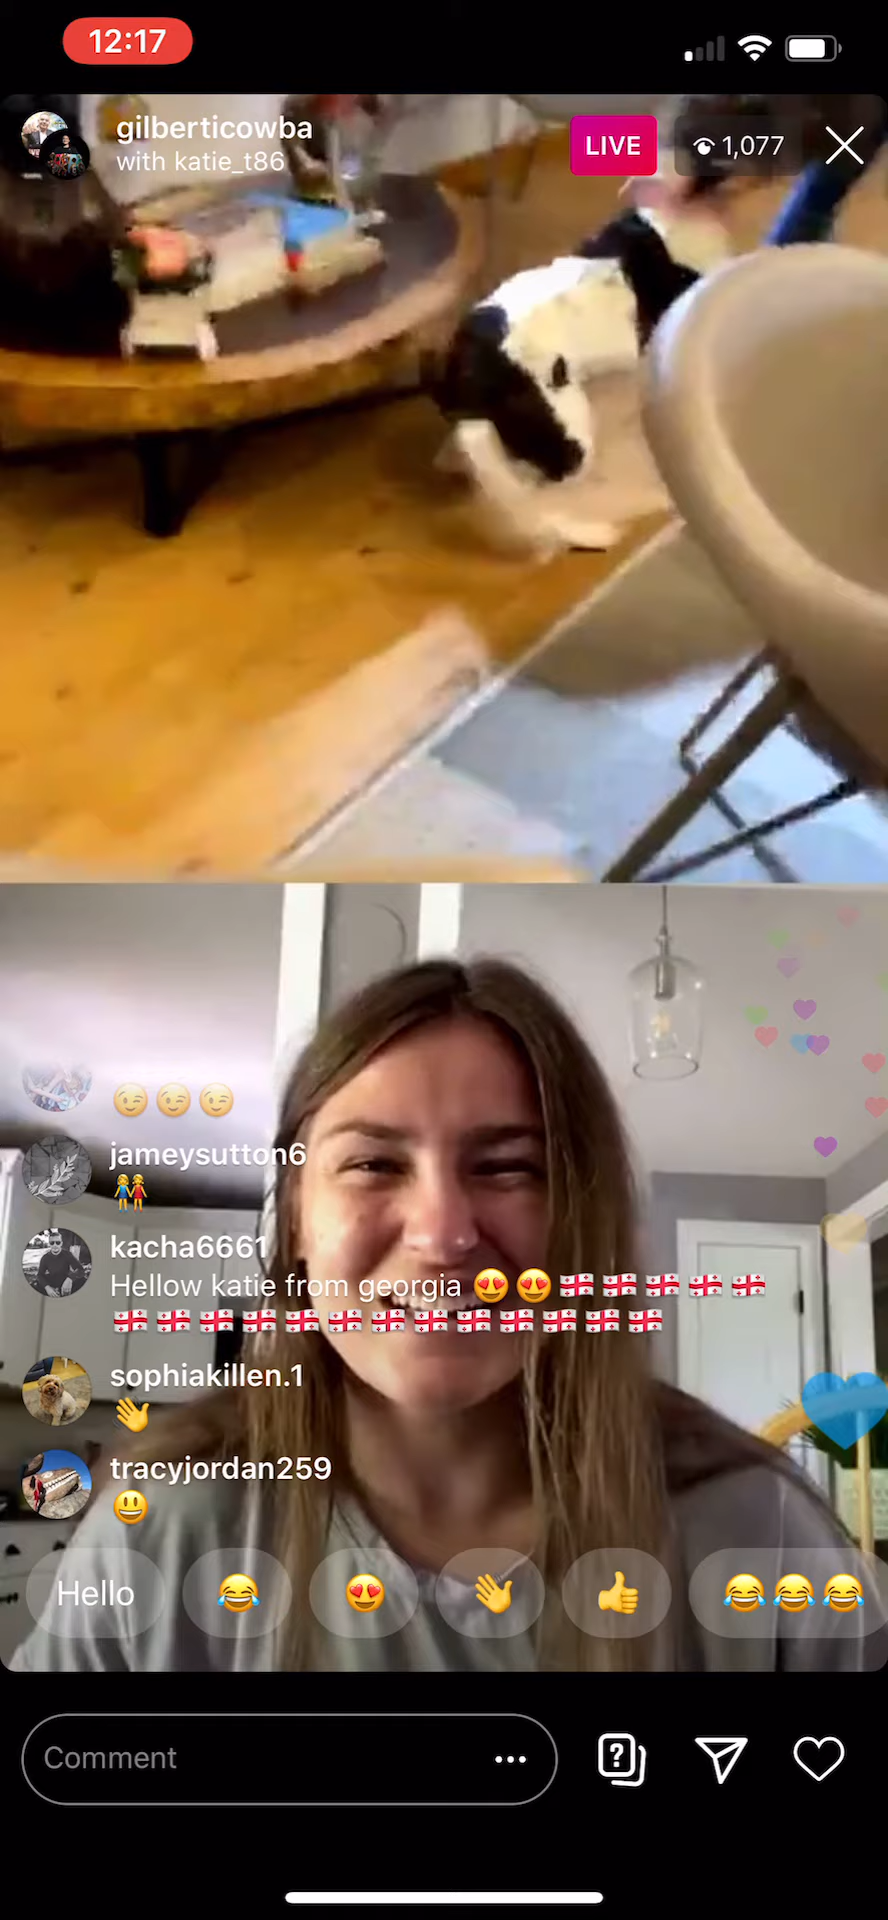 12:17
gilberticowba
with katie_t86
LIVE
1,077
😉😉😉
jameysutton6
👭
kacha6661
Hellow katie from georgia 😍😍🇬🇪🇬🇪🇬🇪🇬🇪🇬🇪
🇬🇪🇬🇪🇬🇪🇬🇪🇬🇪🇬🇪🇬🇪🇬🇪🇬🇪🇬🇪🇬🇪🇬🇪🇬🇪
sophiakillen.1
👋
tracyjordan259
😃
Hello 😂 😍 👋 👍 😂😂😂
Comment